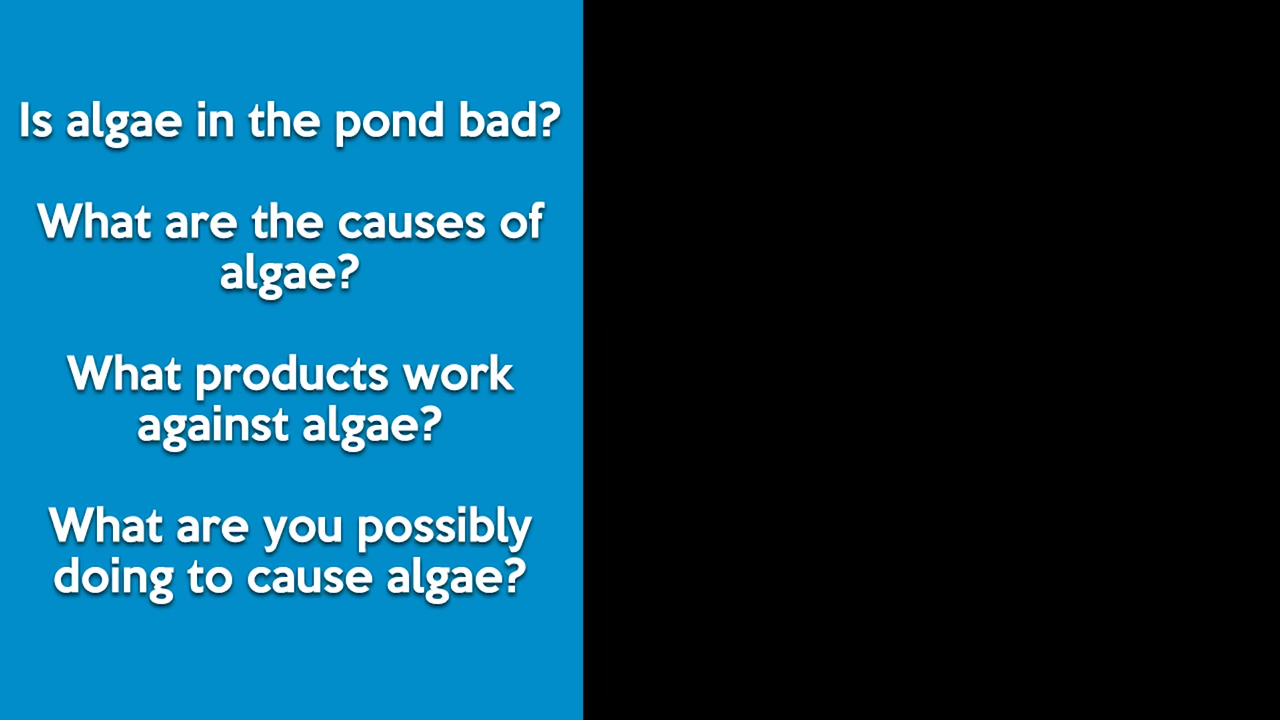 Is algae in the pond bad?
What are the causes of
algae?
What products work
against algae?
What are you possibly
doing to cause algae?